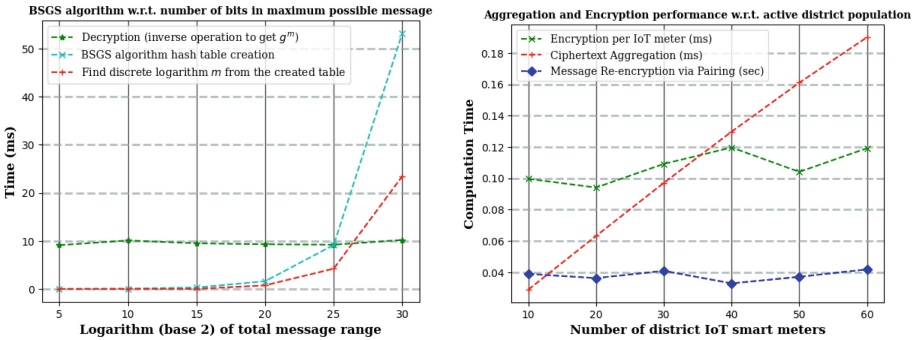 BSGS algorithm w.r.t. number of bits in maximum possible message
Decryption (inverse operation to get g^m)
BSGS algorithm hash table creation
Find discrete logarithm m from the created table
Time (ms)
50
40
30
20
10
0
5 10 15 20 25 30
Logarithm (base 2) of total message range
Aggregation and Encryption performance w.r.t. active district population
Encryption per IoT meter (ms)
Ciphertext Aggregation (ms)
Message Re-encryption via Pairing (sec)
Computation Time
0.18
0.16
0.14
0.12
0.10
0.08
0.06
0.04
10 20 30 40 50 60
Number of district IoT smart meters